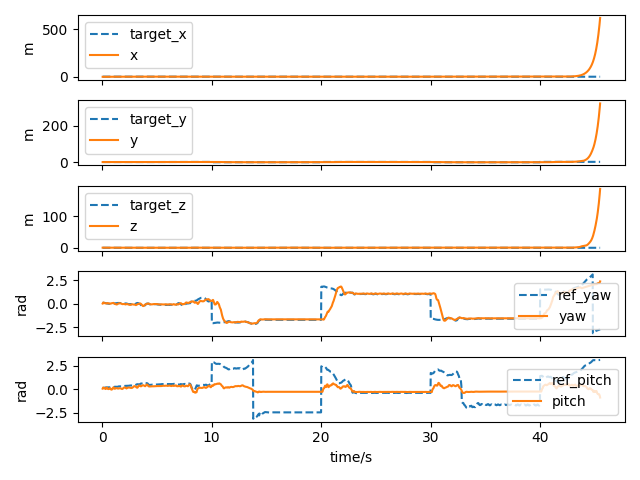 500
0
m
target_x
x
200
0
m
target_y
y
100
0
m
target_z
z
2.5
0.0
−2.5
rad
ref_yaw
yaw
2.5
0.0
−2.5
rad
ref_pitch
pitch
0 10 20 30 40
time/s